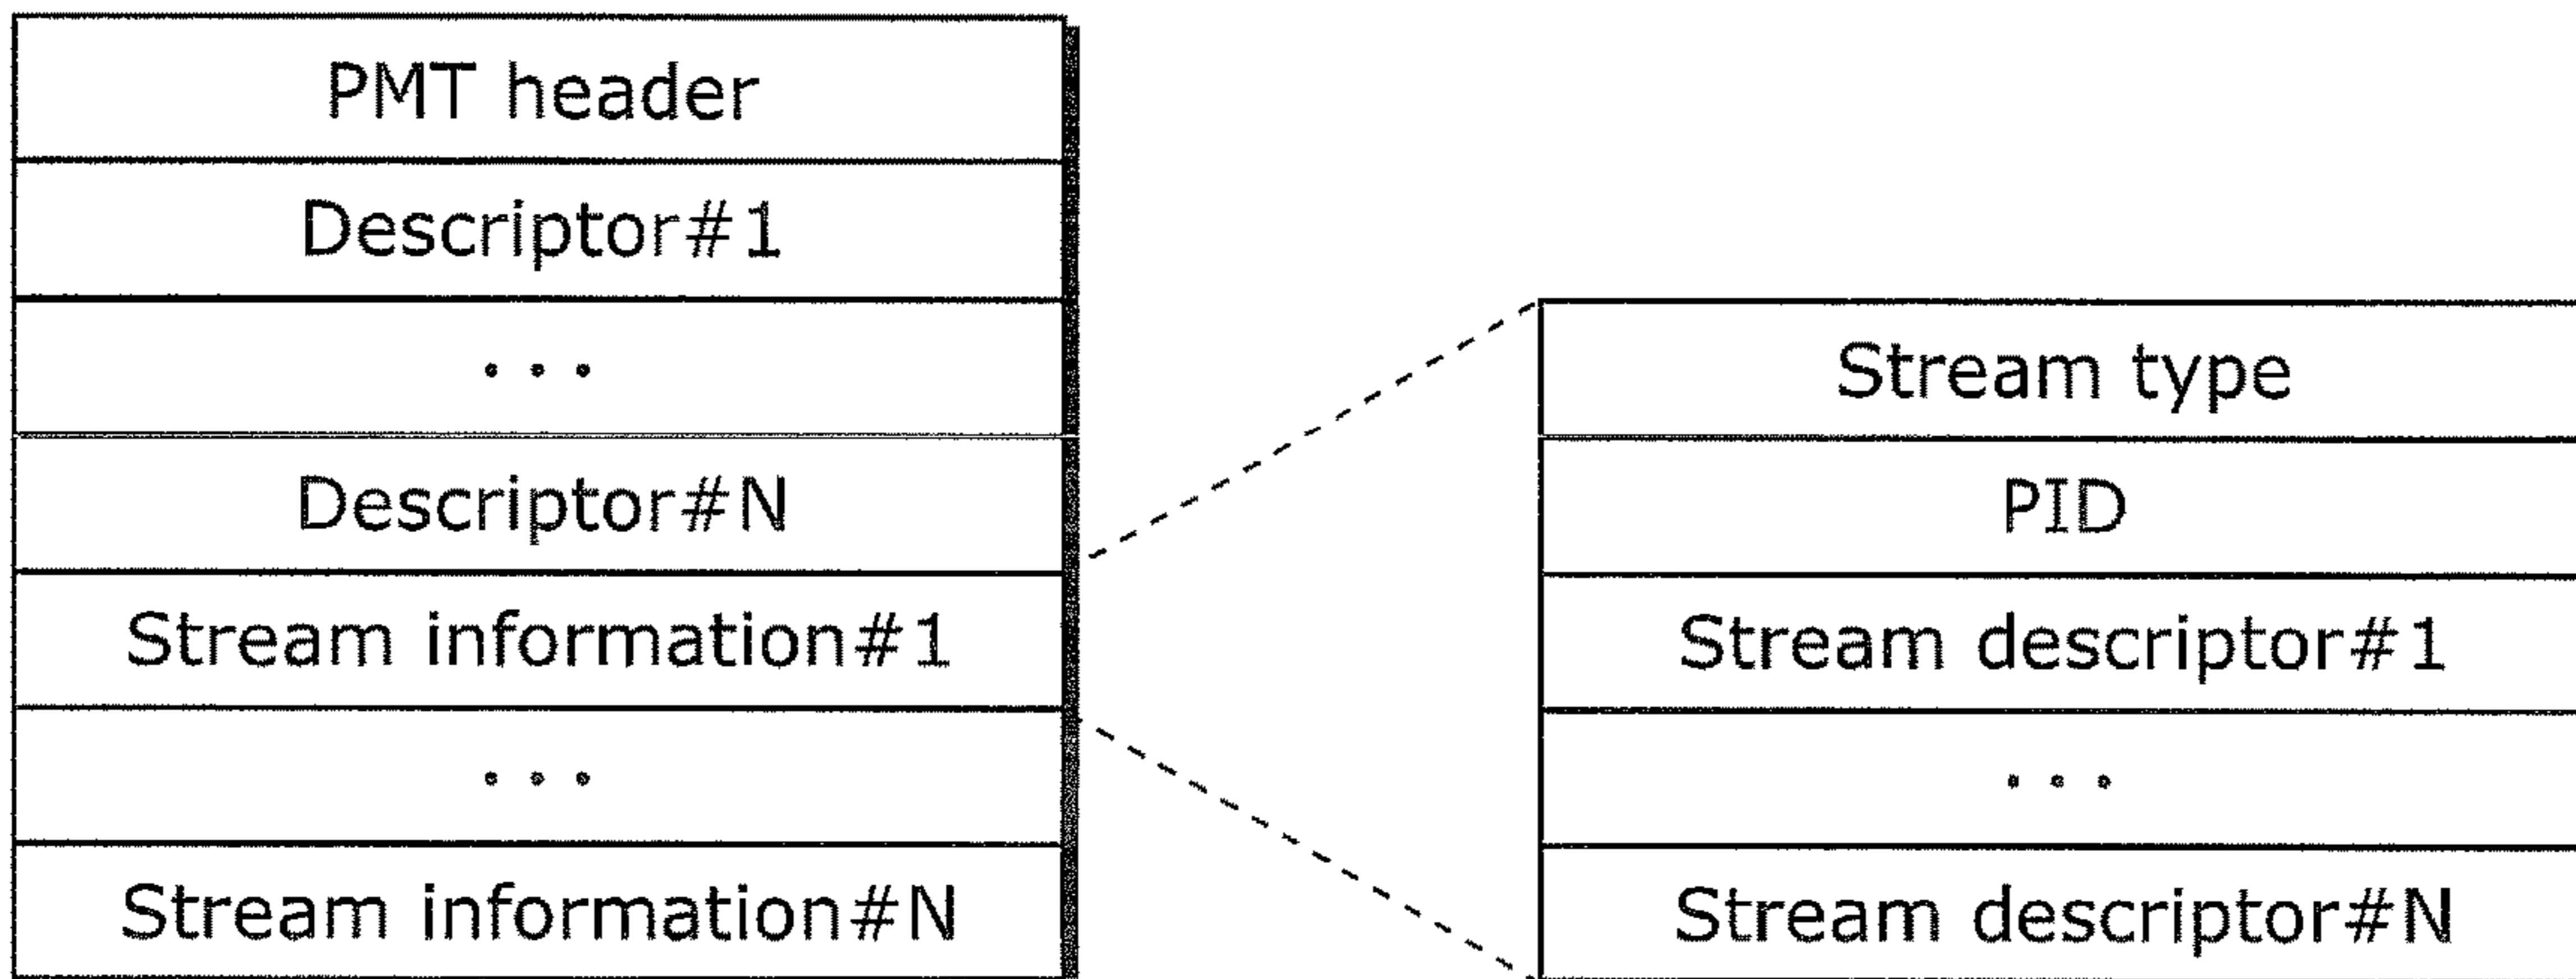 PMT header
Descriptor#1
...
Descriptor#N
Stream information#1
...
Stream information#N
Stream type
PID
Stream descriptor#1
...
Stream descriptor#N